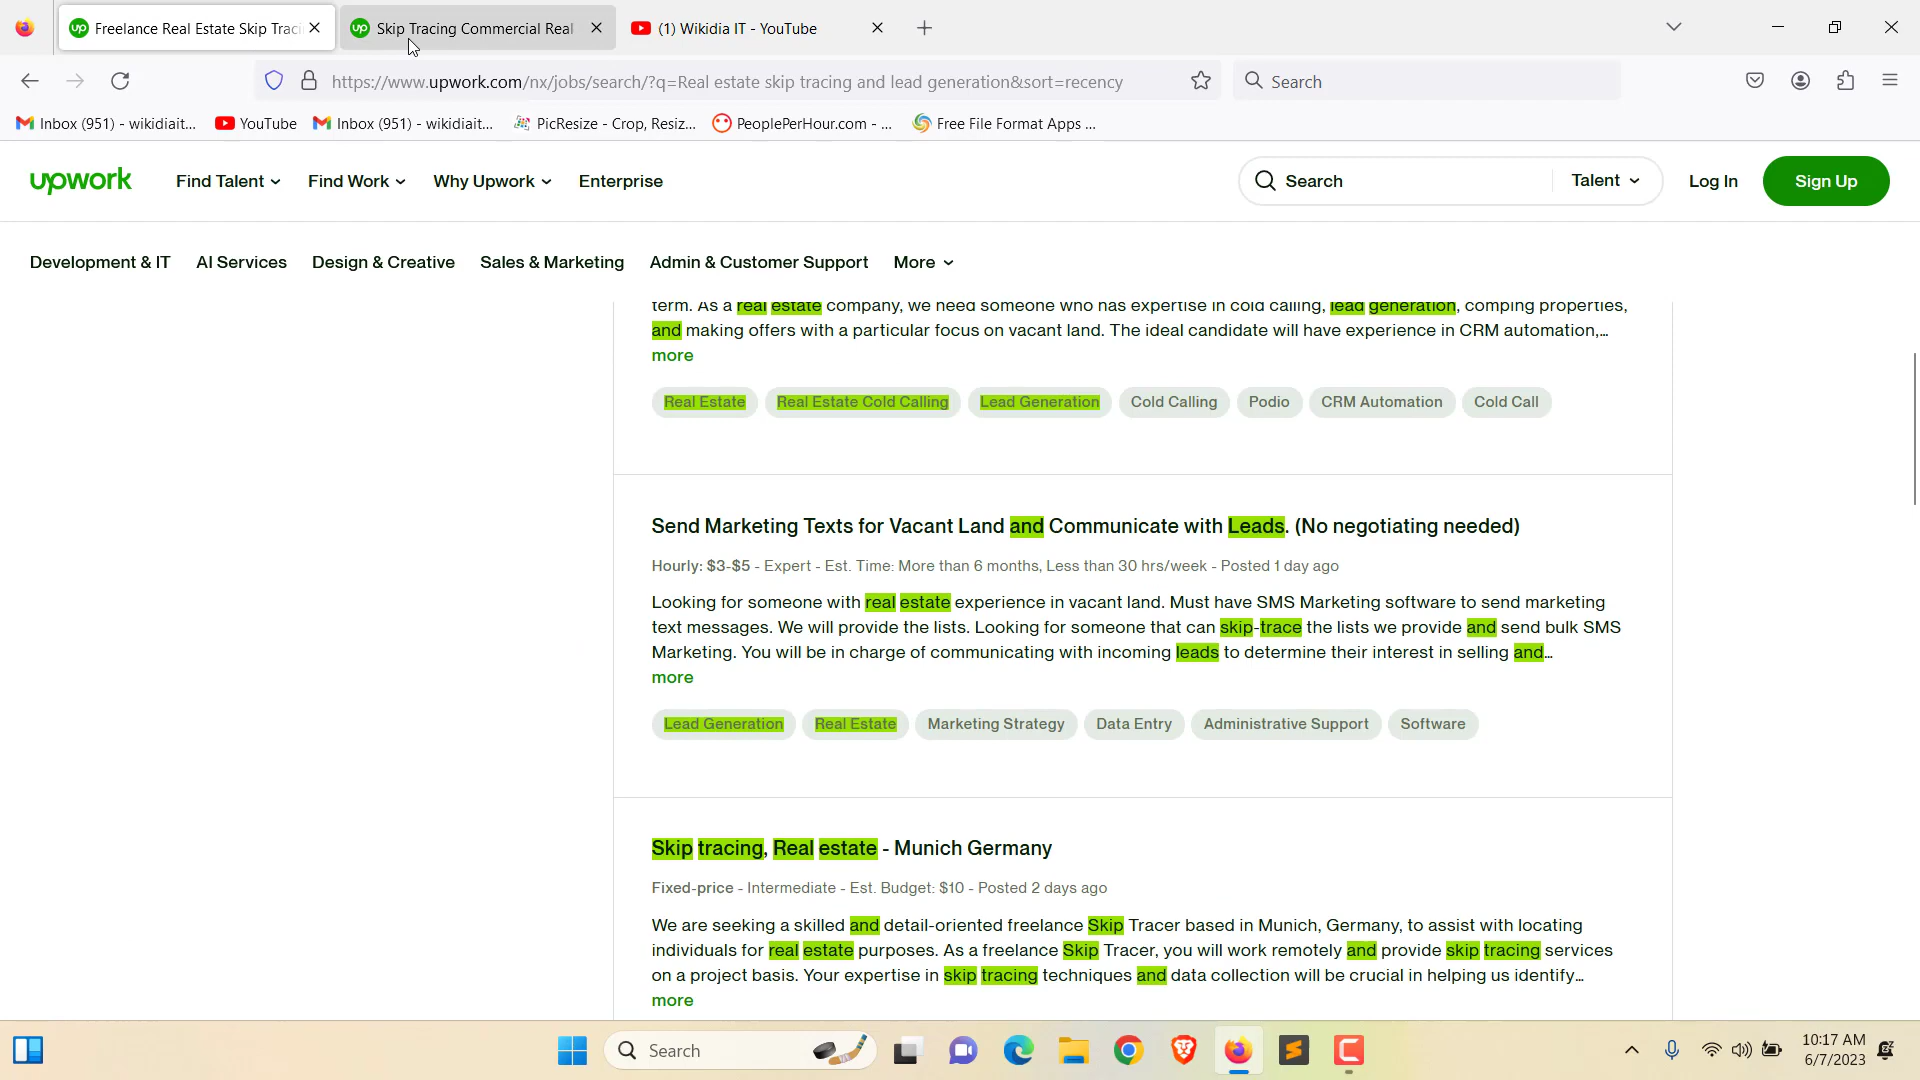 Freelance Real Estate Skip Traci
Skip Tracing Commercial Real
(1) Wikidia IT - YouTube
https://www.upwork.com/nx/jobs/search/?q=Real estate skip tracing and lead generation&sort=recency
Search
Inbox (951) - wikidiait...
YouTube
Inbox (951) - wikidiait...
PicResize - Crop, Resiz...
PeoplePerHour.com - ...
Free File Format Apps ...
upwork
Find Talent
Find Work
Why Upwork
Enterprise
Search
Talent
Log In
Sign Up
Development & IT
AI Services
Design & Creative
Sales & Marketing
Admin & Customer Support
More
term. As a real estate company, we need someone who has expertise in cold calling, lead generation, comping properties,
and making offers with a particular focus on vacant land. The ideal candidate will have experience in CRM automation,...
more
Real Estate
Real Estate Cold Calling
Lead Generation
Cold Calling
Podio
CRM Automation
Cold Call
Send Marketing Texts for Vacant Land and Communicate with Leads. (No negotiating needed)
Hourly: $3-$5 - Expert - Est. Time: More than 6 months, Less than 30 hrs/week - Posted 1 day ago
Looking for someone with real estate experience in vacant land. Must have SMS Marketing software to send marketing
text messages. We will provide the lists. Looking for someone that can skip-trace the lists we provide and send bulk SMS
Marketing. You will be in charge of communicating with incoming leads to determine their interest in selling and...
more
Lead Generation
Real Estate
Marketing Strategy
Data Entry
Administrative Support
Software
Skip tracing, Real estate - Munich Germany
Fixed-price - Intermediate - Est. Budget: $10 - Posted 2 days ago
We are seeking a skilled and detail-oriented freelance Skip Tracer based in Munich, Germany, to assist with locating
individuals for real estate purposes. As a freelance Skip Tracer, you will work remotely and provide skip tracing services
on a project basis. Your expertise in skip tracing techniques and data collection will be crucial in helping us identify...
more
Search
10:17 AM
6/7/2023